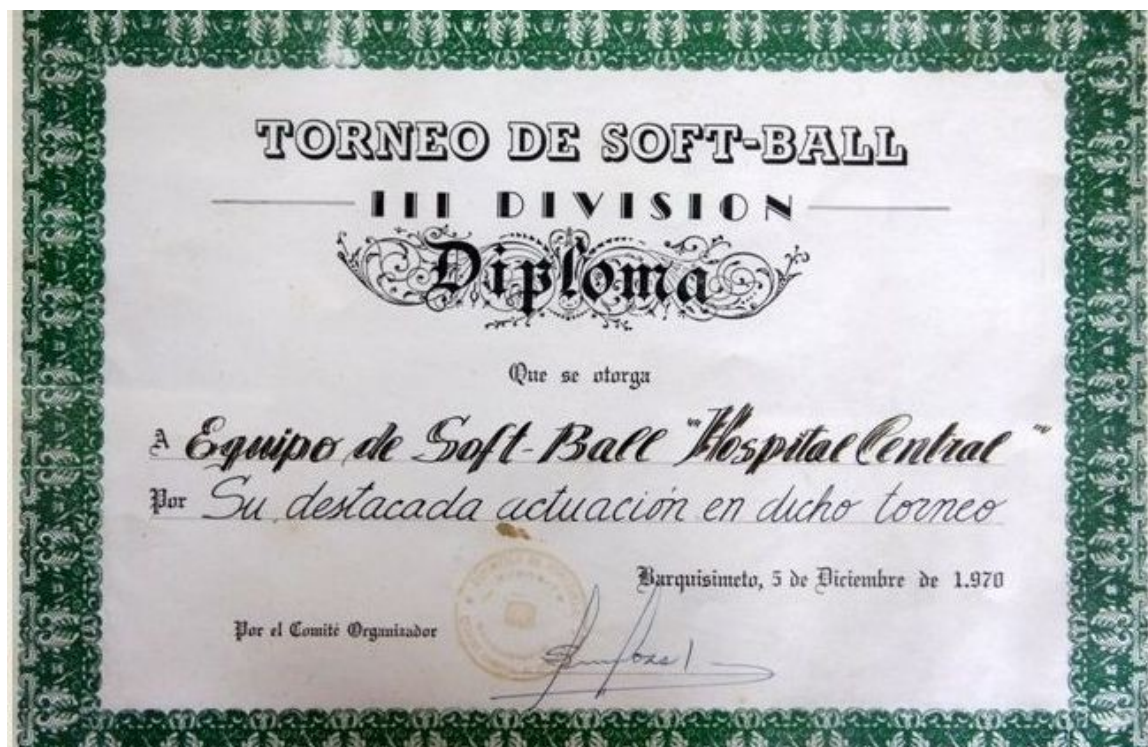 TORNEO DE SOFT-BALL
III DIVISION
Diploma
Que se otorga
A Equipo de Soft-Ball "Hospital Central"
Por Su destacada actuación en dicho torneo
Barquisimeto, 5 de Diciembre de 1.970
Por el Comité Organizador